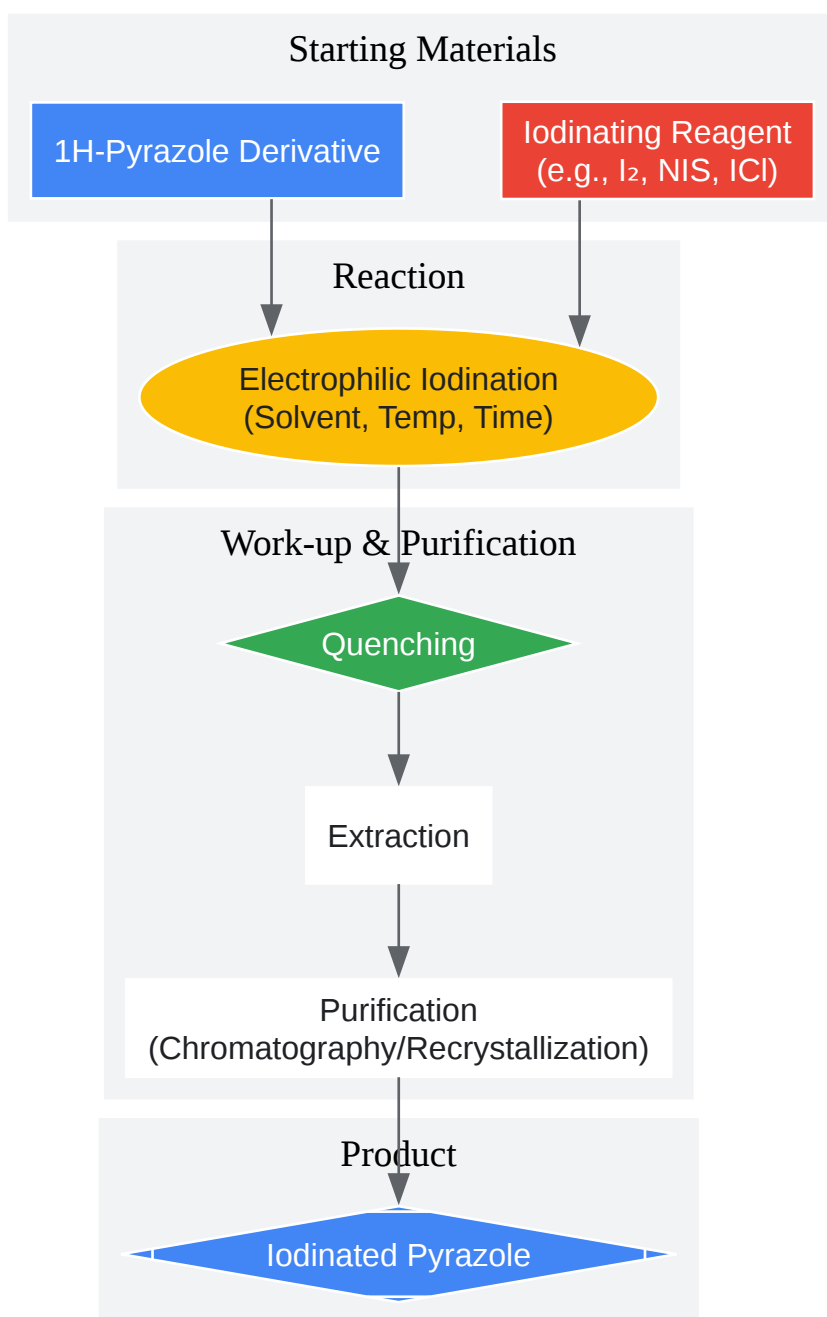 Starting Materials
1H-Pyrazole Derivative
Iodinating Reagent
(e.g., I₂, NIS, ICl)
Reaction
Electrophilic Iodination
(Solvent, Temp, Time)
Work-up & Purification
Quenching
Extraction
Purification
(Chromatography/Recrystallization)
Product
Iodinated Pyrazole